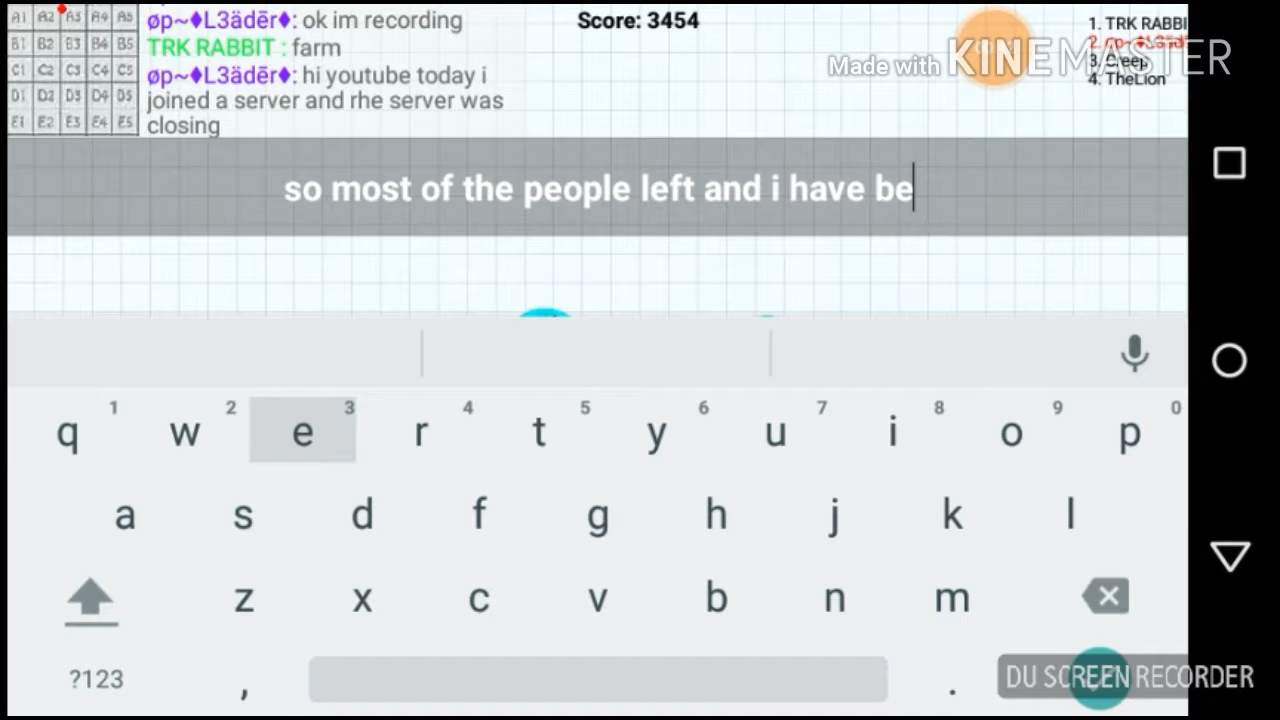 A1 A2 A3 A4 A5
B1 B2 B3 B4 B5
C1 C2 C3 C4 C5
D1 D2 D3 D4 D5
E1 E2 E3 E4 E5
øp~♦L3ädēr♦: ok im recording
TRK RABBIT : farm
øp~♦L3ädēr♦: hi youtube today i
joined a server and rhe server was
closing
Score: 3454
1. TRK RABBI
2. øp~♦L3äd
3. Creep
4. TheLion
Made with KINEMASTER
so most of the people left and i have be
1 2 3 4 5 6 7 8 9 0
q w e r t y u i o p
a s d f g h j k l
z x c v b n m
?123 , .
DU SCREEN RECORDER